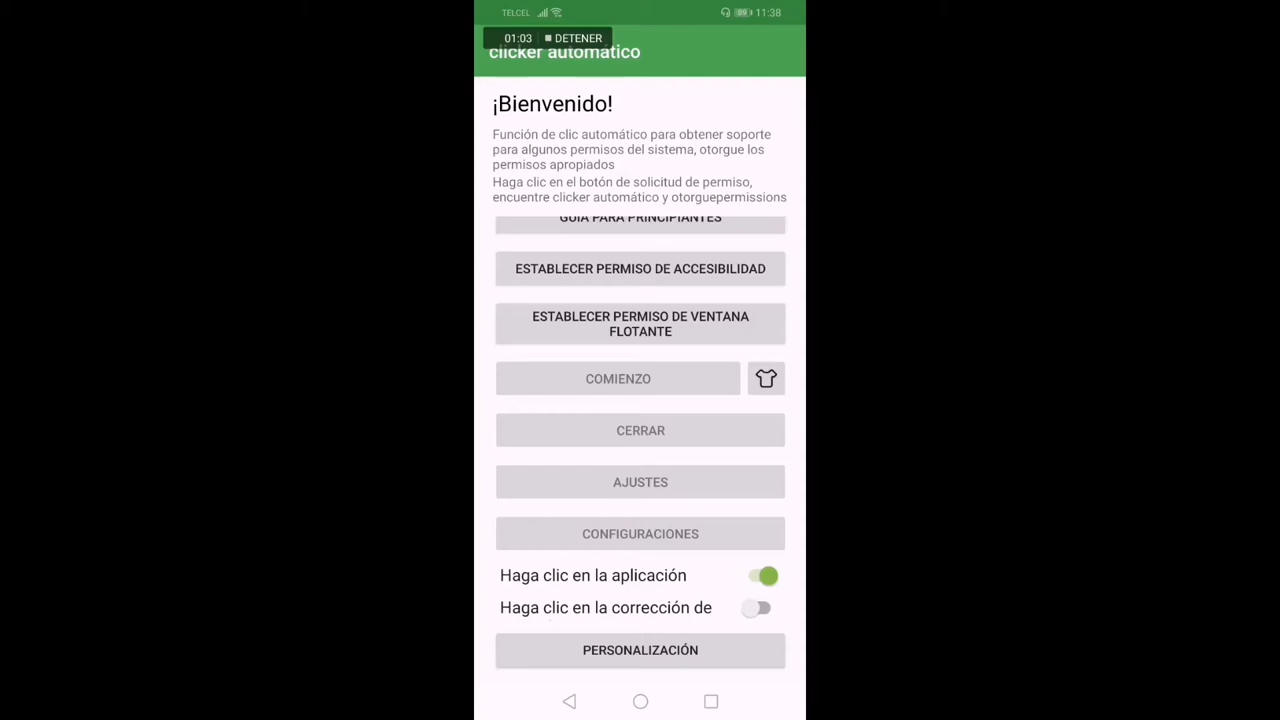 TELCEL 89 11:38
01:03 DETENER
clicker automático
¡Bienvenido!
Función de clic automático para obtener soporte
para algunos permisos del sistema, otorgue los
permisos apropiados
Haga clic en el botón de solicitud de permiso,
encuentre clicker automático y otorguepermissions
GUÍA PARA PRINCIPIANTES
ESTABLECER PERMISO DE ACCESIBILIDAD
ESTABLECER PERMISO DE VENTANA
FLOTANTE
COMIENZO
CERRAR
AJUSTES
CONFIGURACIONES
Haga clic en la aplicación
Haga clic en la corrección de
PERSONALIZACIÓN